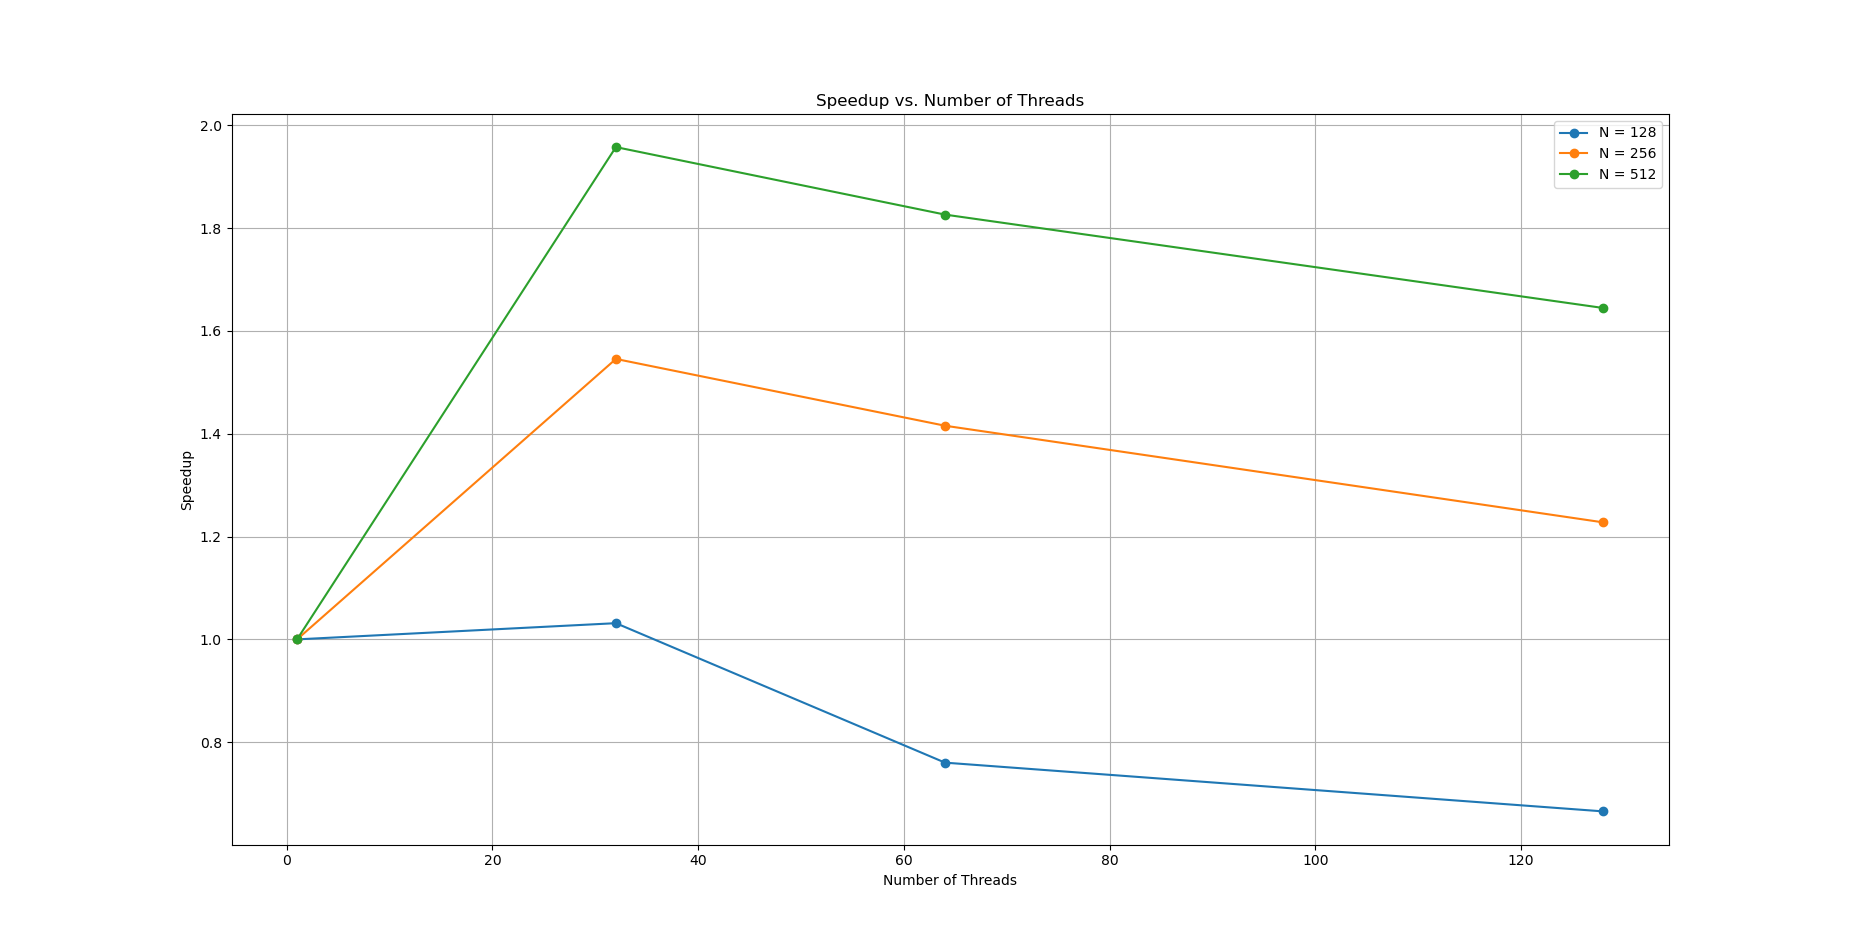 Speedup vs. Number of Threads
N = 128
N = 256
N = 512
2.0
1.8
1.6
1.4
1.2
1.0
0.8
Speedup
0 20 40 60 80 100 120
Number of Threads